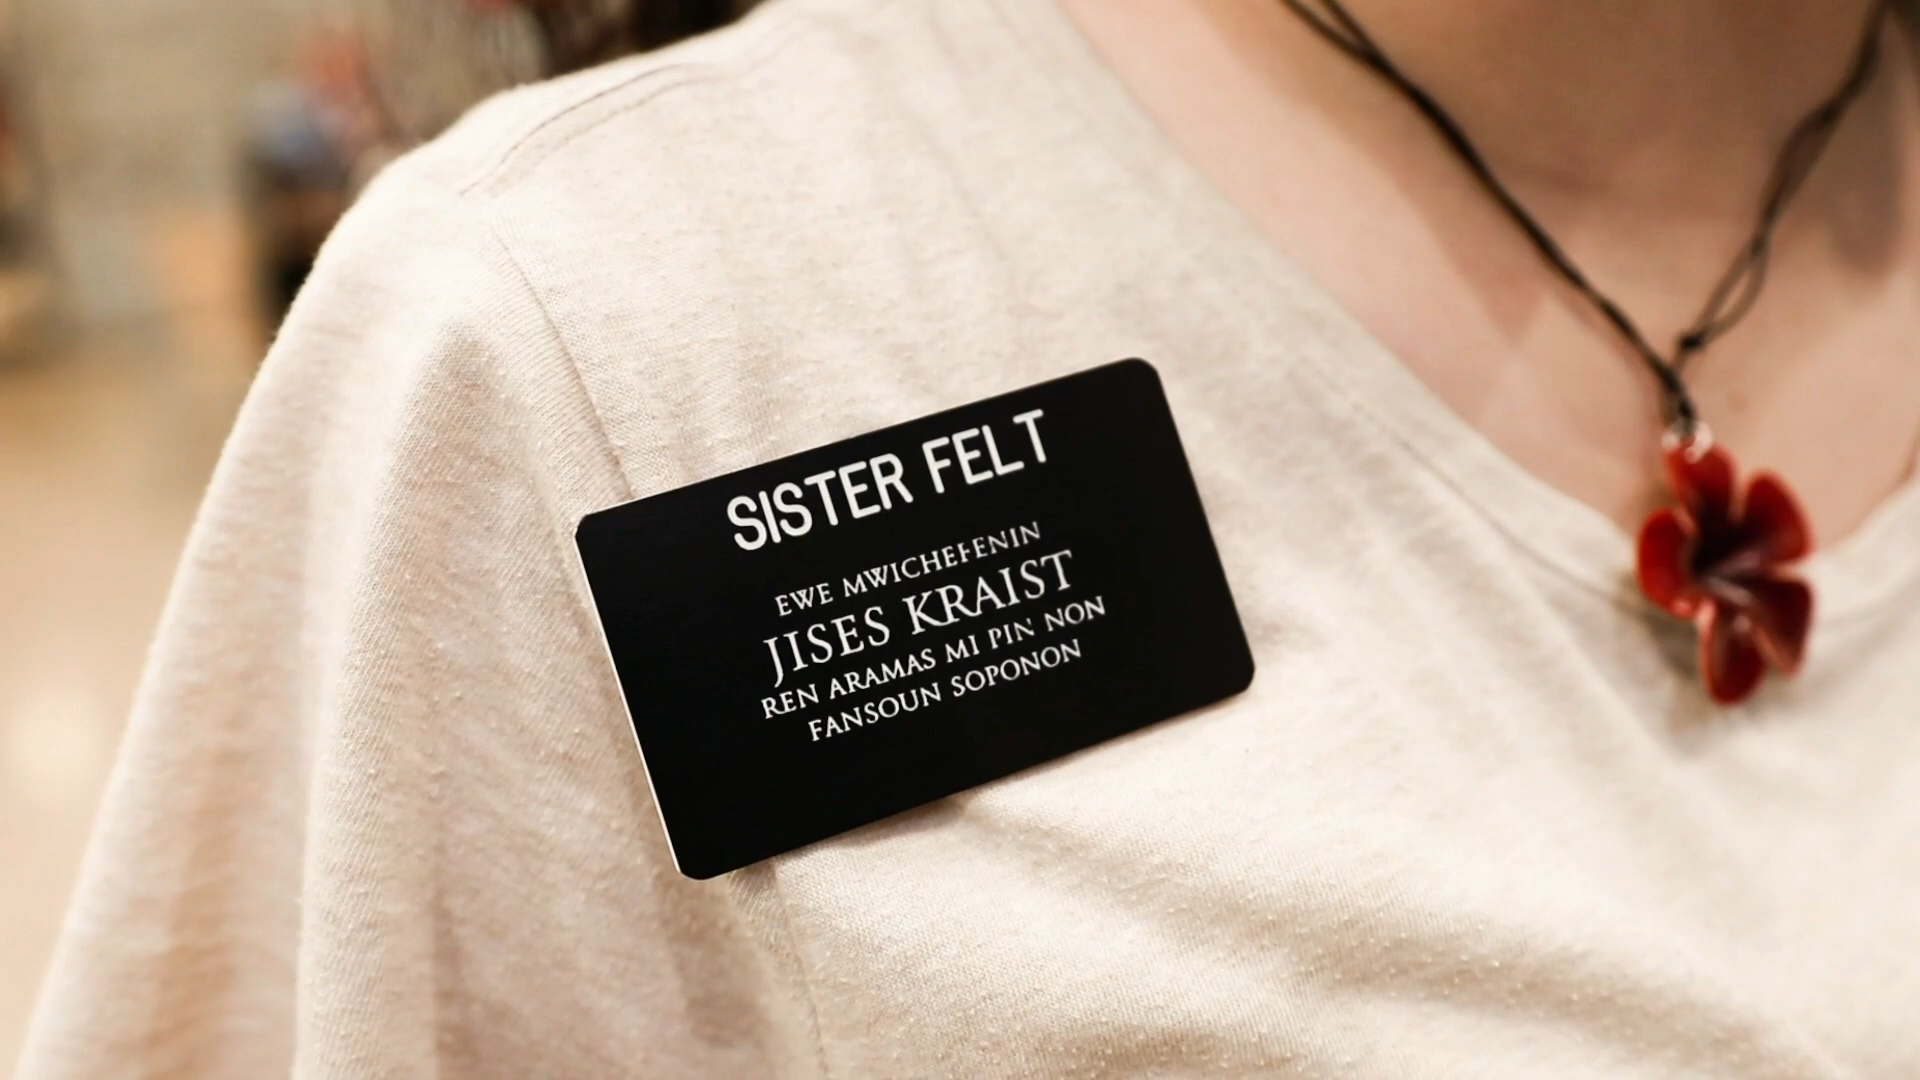 SISTER FELT
EWE MWICHEFENIN
JISES KRAIST
REN ARAMAS MI PIN NON
FANSOUN SOPONON